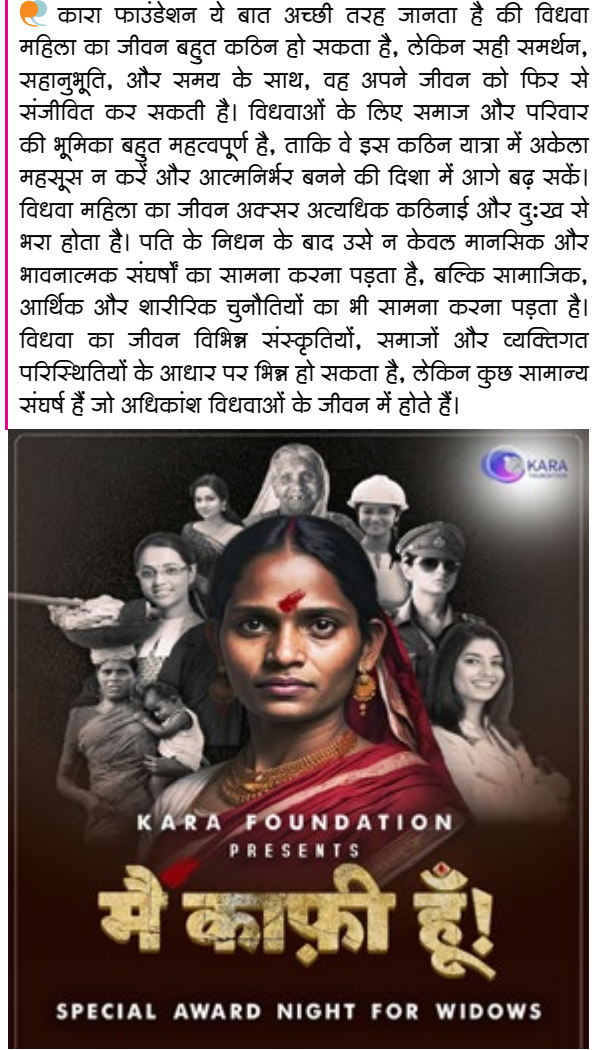 कारा फाउंडेशन ये बात अच्छी तरह जानता है की विधवा
महिला का जीवन बहुत कठिन हो सकता है, लेकिन सही समर्थन,
सहानुभूति, और समय के साथ, वह अपने जीवन को फिर से
संजीवित कर सकती है। विधवाओं के लिए समाज और परिवार
की भूमिका बहुत महत्वपूर्ण है, ताकि वे इस कठिन यात्रा में अकेला
महसूस न करें और आत्मनिर्भर बनने की दिशा में आगे बढ़ सकें।
विधवा महिला का जीवन अक्सर अत्यधिक कठिनाई और दु:ख से
भरा होता है। पति के निधन के बाद उसे न केवल मानसिक और
भावनात्मक संघर्षों का सामना करना पड़ता है, बल्कि सामाजिक,
आर्थिक और शारीरिक चुनौतियों का भी सामना करना पड़ता है।
विधवा का जीवन विभिन्न संस्कृतियों, समाजों और व्यक्तिगत
परिस्थितियों के आधार पर भिन्न हो सकता है, लेकिन कुछ सामान्य
संघर्ष हैं जो अधिकांश विधवाओं के जीवन में होते हैं।
KARA
FOUNDATION
KARA FOUNDATION
PRESENTS
मै काफ़ी हूँ!
SPECIAL AWARD NIGHT FOR WIDOWS